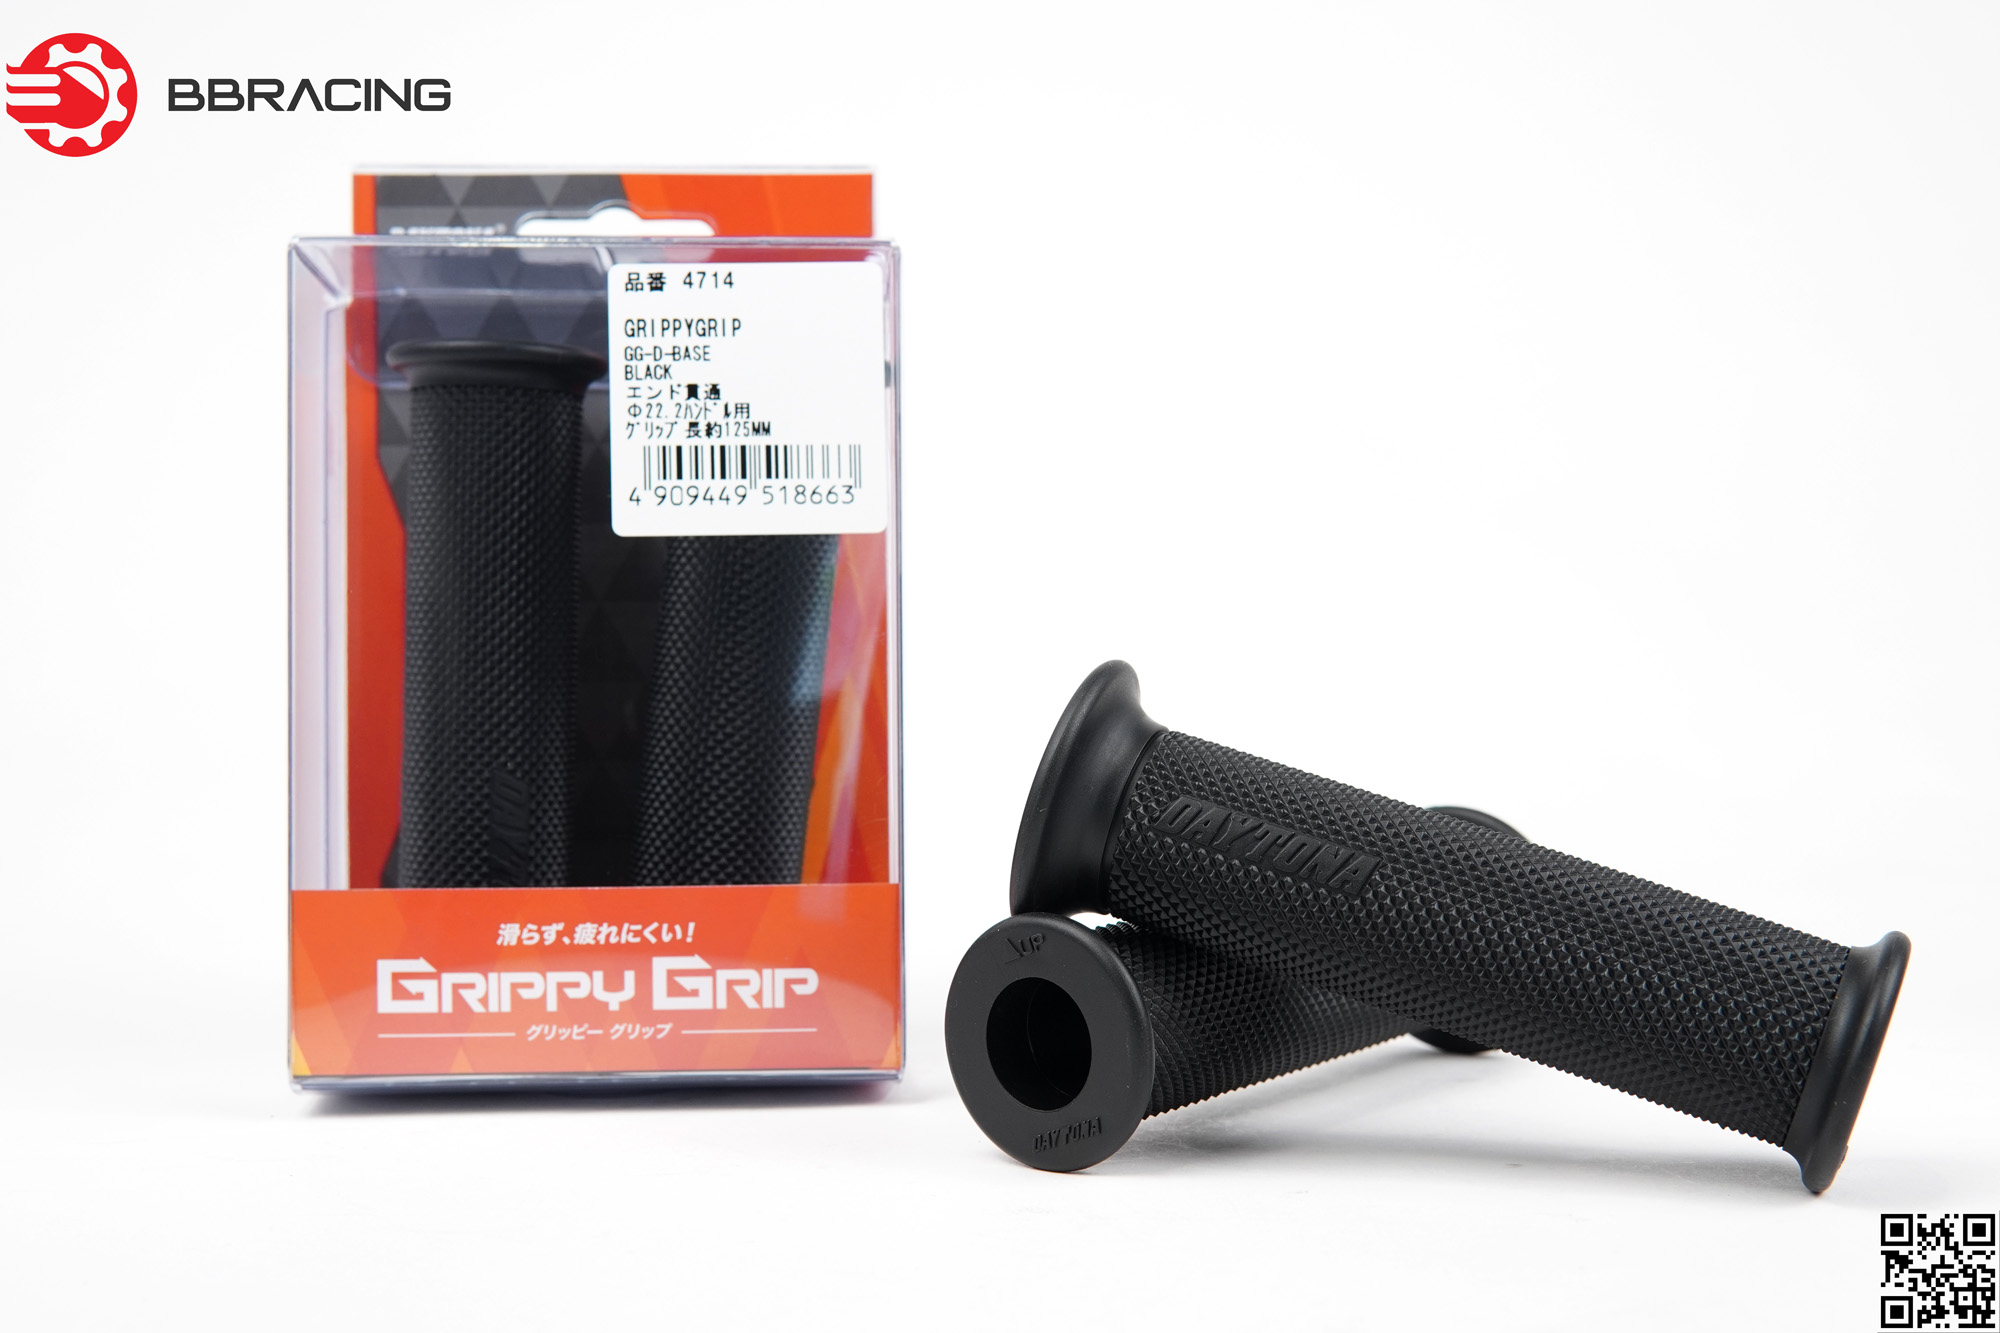 BBRACING
品番 4714
GRIPPYGRIP
GG-D-BASE
BLACK
エンド貫通
Φ22.2ﾊﾝﾄﾞﾙ用
ｸﾞﾘｯﾌﾟ長約125MM
4 909449 518663
滑らず、疲れにくい!
GRIPPY GRIP
グリッピー グリップ
DAYTONA
UP
DAYTONA